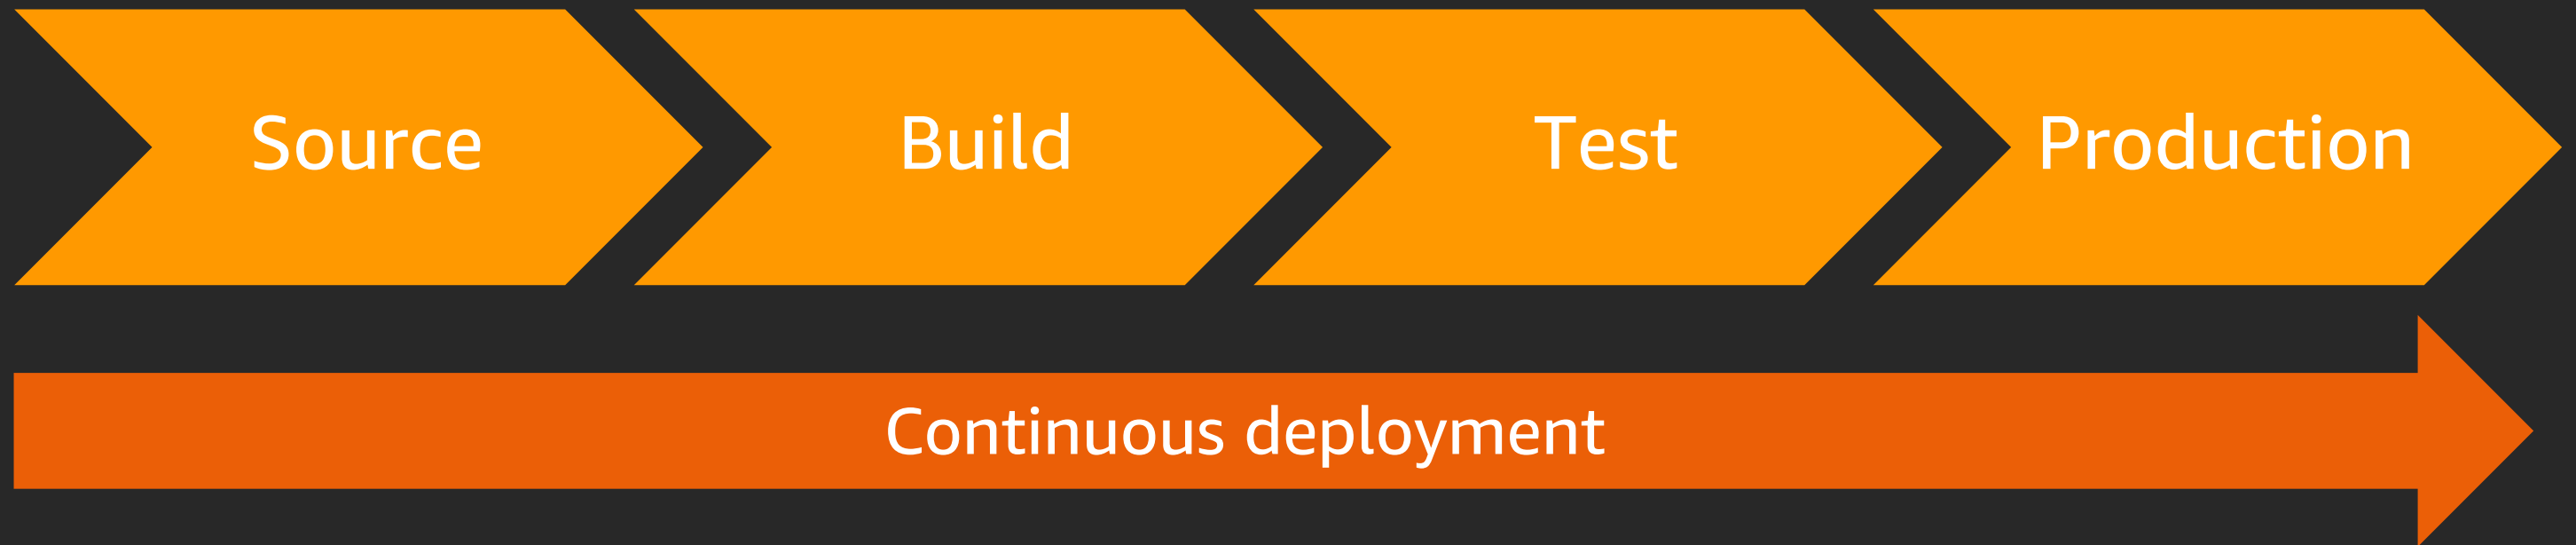 Source
Build
Test
Production
Continuous deployment